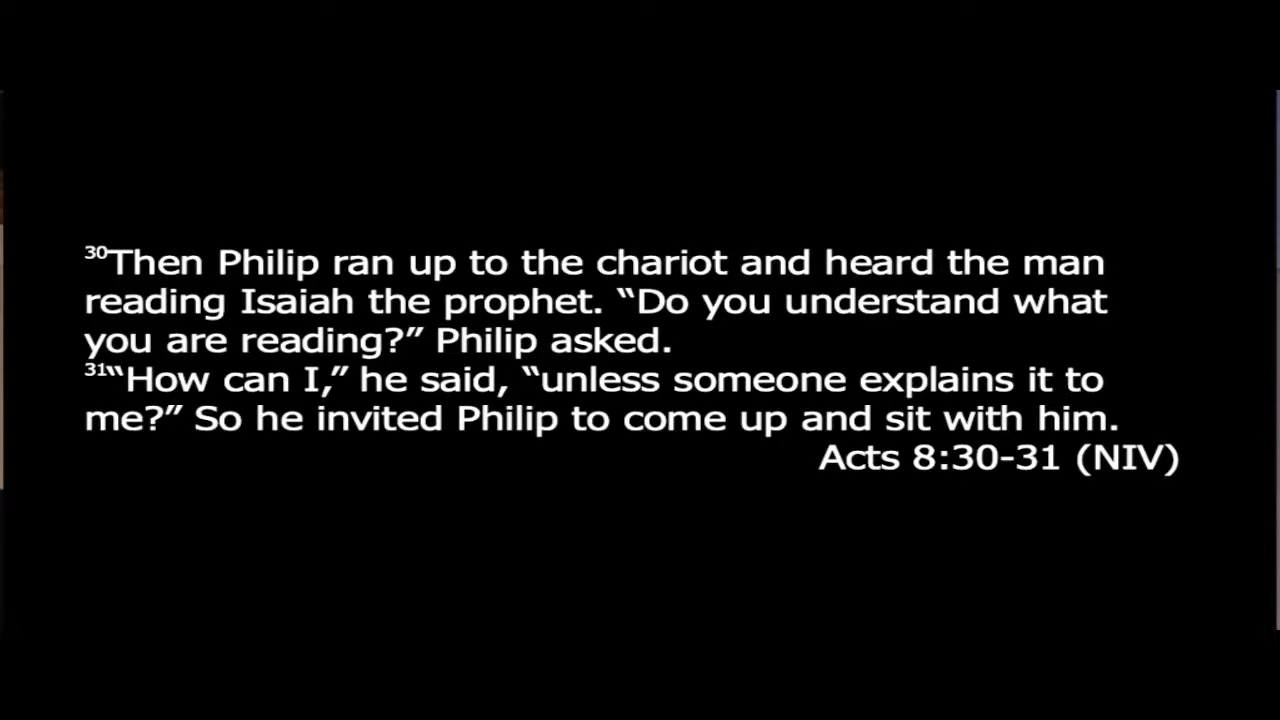 ³⁰Then Philip ran up to the chariot and heard the man
reading Isaiah the prophet. “Do you understand what
you are reading?” Philip asked.
³¹“How can I,” he said, “unless someone explains it to
me?” So he invited Philip to come up and sit with him.
Acts 8:30-31 (NIV)